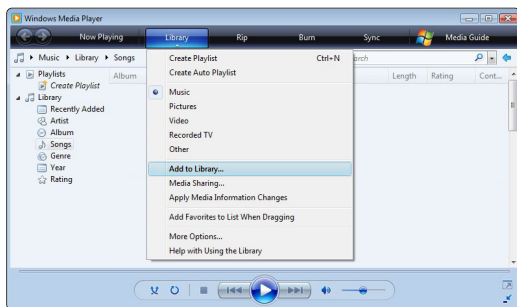 Windows Media Player
Now Playing
Library
Rip
Burn
Sync
Media Guide
Music Library Songs
Playlists
Create Playlist
Library
Recently Added
Artist
Album
Songs
Genre
Year
Rating
Album
Create Playlist Ctrl+N
Create Auto Playlist
Music
Pictures
Video
Recorded TV
Other
Add to Library...
Media Sharing...
Apply Media Information Changes
Add Favorites to List When Dragging
More Options...
Help with Using the Library
Length Rating Cont...